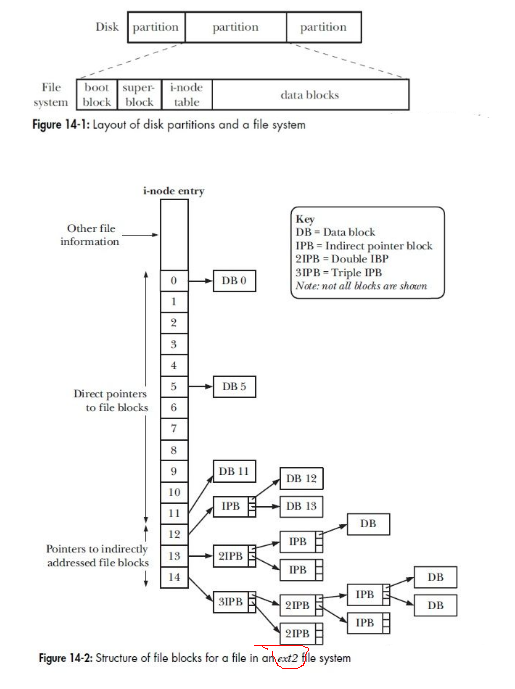 Disk partition partition partition
File system boot block super-block i-node table data blocks
Figure 14-1: Layout of disk partitions and a file system
i-node entry
Other file
information
Key
DB = Data block
IPB = Indirect pointer block
2IPB = Double IBP
3IPB = Triple IPB
Note: not all blocks are shown
0 DB 0
1
2
3
4
Direct pointers
to file blocks
5 DB 5
6
7
8
9 DB 11
10
11
Pointers to indirectly
addressed file blocks
12 IPB DB 12
DB 13
13 2IPB IPB DB
IPB
14 3IPB 2IPB IPB DB
DB
2IPB IPB
Figure 14-2: Structure of file blocks for a file in an ext2 file system